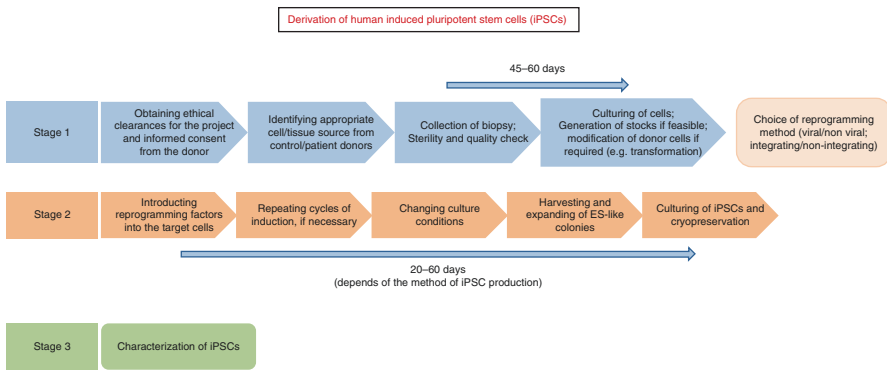 Derivation of human induced pluripotent stem cells (iPSCs)
45–60 days
Stage 1
Obtaining ethical
clearances for the project
and informed consent
from the donor
Identifying appropriate
cell/tissue source from
control/patient donors
Collection of biopsy;
Sterility and quality check
Culturing of cells;
Generation of stocks if feasible;
modification of donor cells if
required (e.g. transformation)
Choice of reprogramming
method (viral/non viral;
integrating/non-integrating)
Stage 2
Introducting
reprogramming factors
into the target cells
Repeating cycles of
induction, if necessary
Changing culture
conditions
Harvesting and
expanding of ES-like
colonies
Culturing of iPSCs and
cryopreservation
20–60 days
(depends of the method of iPSC production)
Stage 3
Characterization of iPSCs